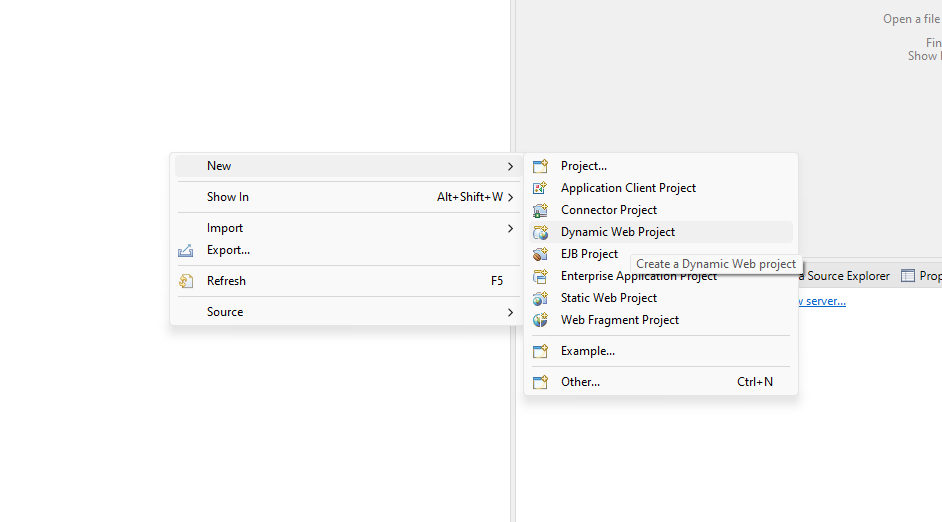 Open a file
Fin
Show
New
Show In Alt+Shift+W
Import
Export...
Refresh F5
Source
Project...
Application Client Project
Connector Project
Dynamic Web Project
EJB Project
Create a Dynamic Web project
Enterprise Application Project
Static Web Project
Web Fragment Project
Example...
Other... Ctrl+N
a Source Explorer
Prop
w server...